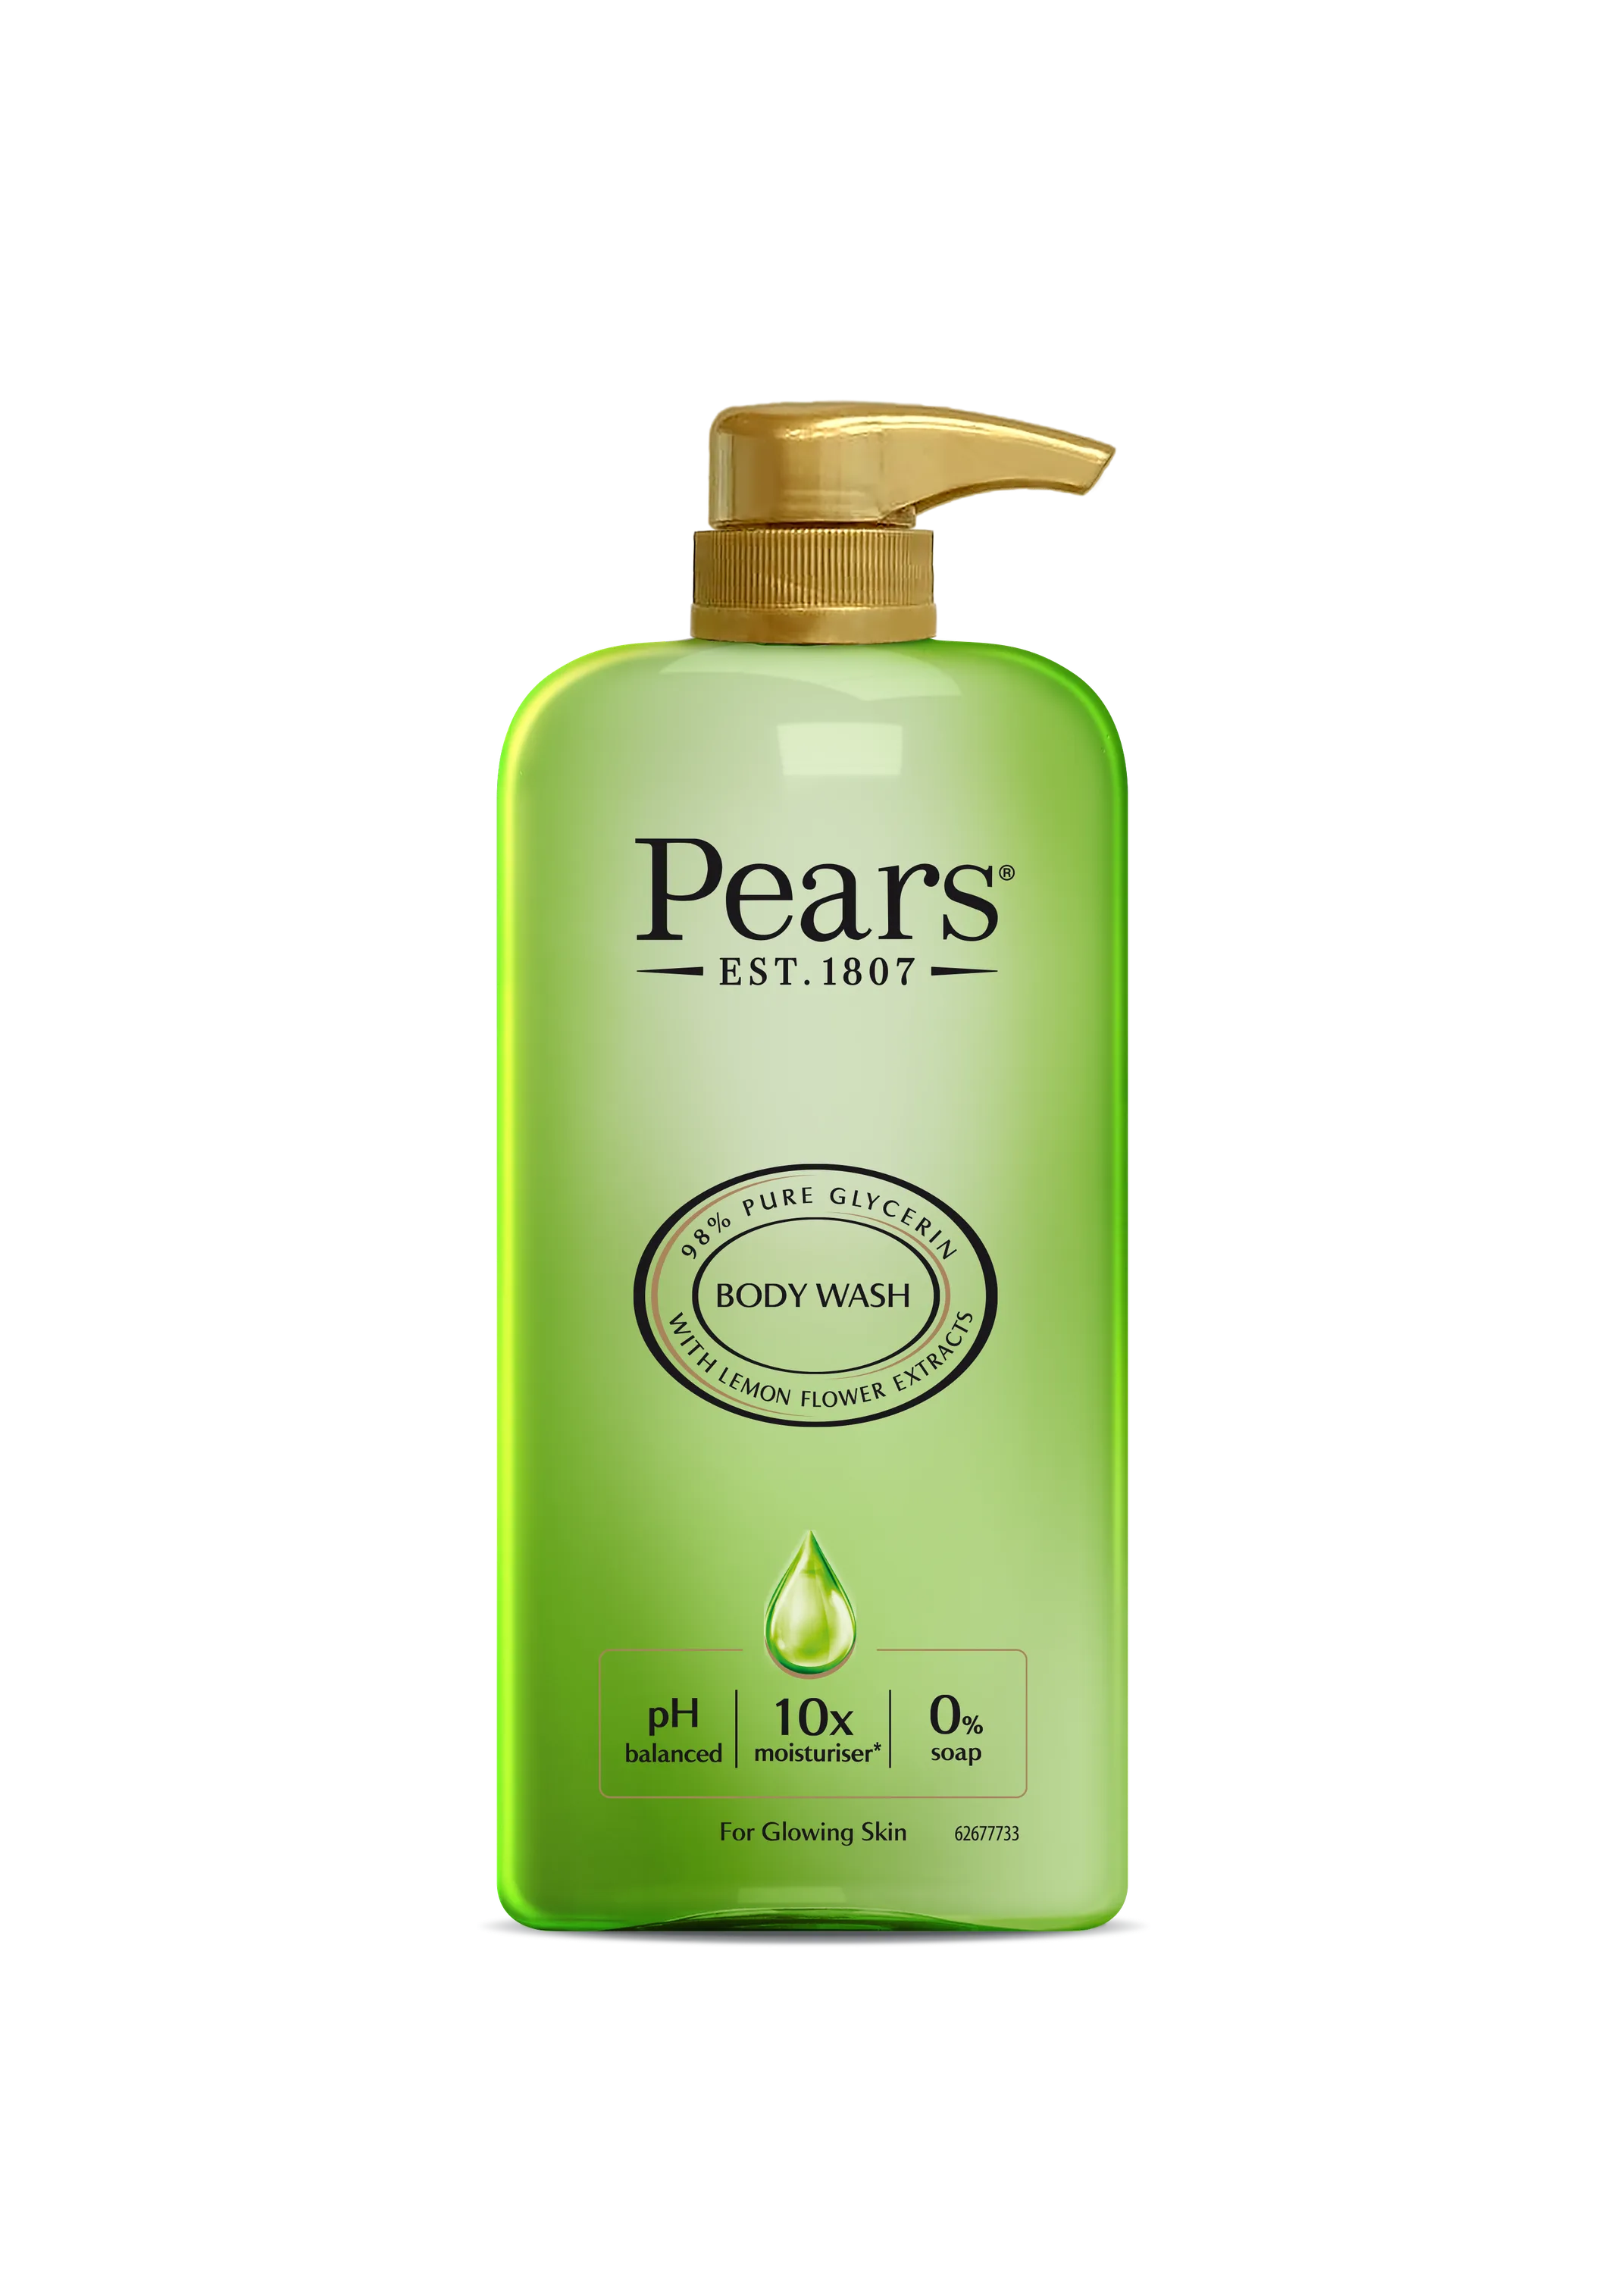 Pears®
EST.1807
98% PURE GLYCERIN
BODY WASH
WITH LEMON FLOWER EXTRACTS
pH
balanced
10x
moisturiser*
0%
soap
For Glowing Skin
62677733